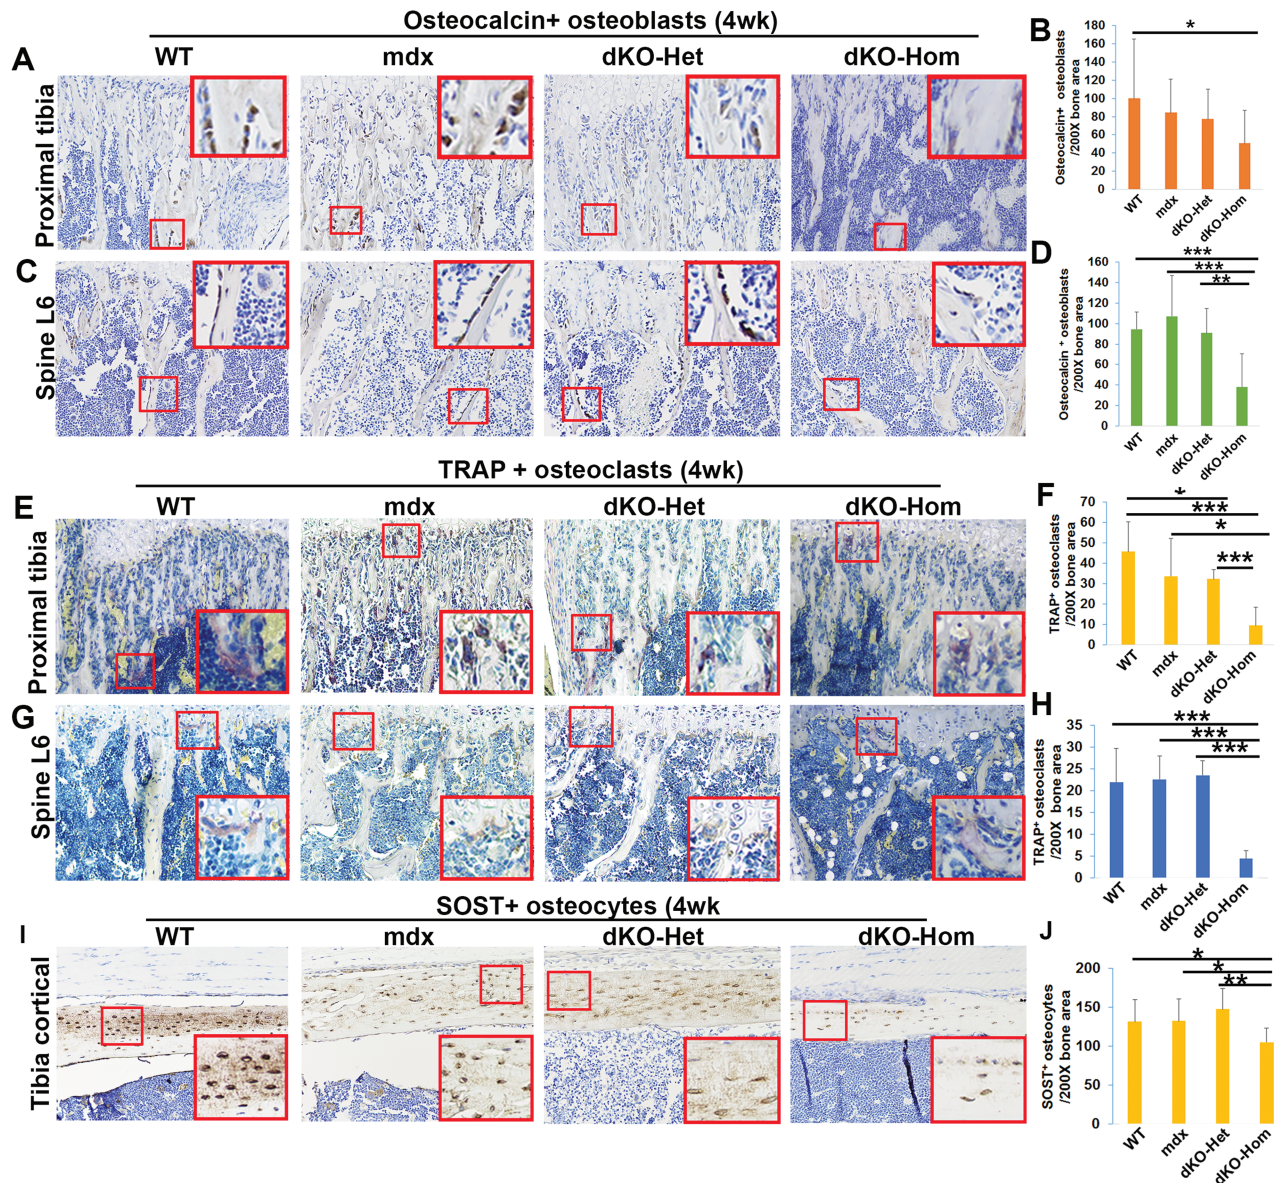 Osteocalcin+ osteoblasts (4wk)
A
WT
mdx
dKO-Het
dKO-Hom
Proximal tibia
B
Osteocalcin+ osteoblasts
/200X bone area
180
160
140
120
100
80
60
40
20
0
*
WT
mdx
dKO-Het
dKO-Hom
C
Spine L6
D
Osteocalcin + osteoblasts
/200X bone area
160
140
120
100
80
60
40
20
0
***
***
**
WT
mdx
dKO-Het
dKO-Hom
TRAP + osteoclasts (4wk)
E
WT
mdx
dKO-Het
dKO-Hom
Proximal tibia
F
TRAP+ osteoclasts
/200X bone area)
70
60
50
40
30
20
10
0
*
***
*
***
WT
mdx
dKO-Het
dKO-Hom
G
Spine L6
H
TRAP+ osteoclasts
/200X bone area)
35
30
25
20
15
10
5
0
***
***
***
WT
mdx
dKO-Het
dKO-Hom
SOST+ osteocytes (4wk
I
WT
mdx
dKO-Het
dKO-Hom
Tibia cortical
J
SOST+ osteocytes
/200X bone area)
200
150
100
50
0
*
*
**
WT
mdx
dKO-Het
dKO-Hom